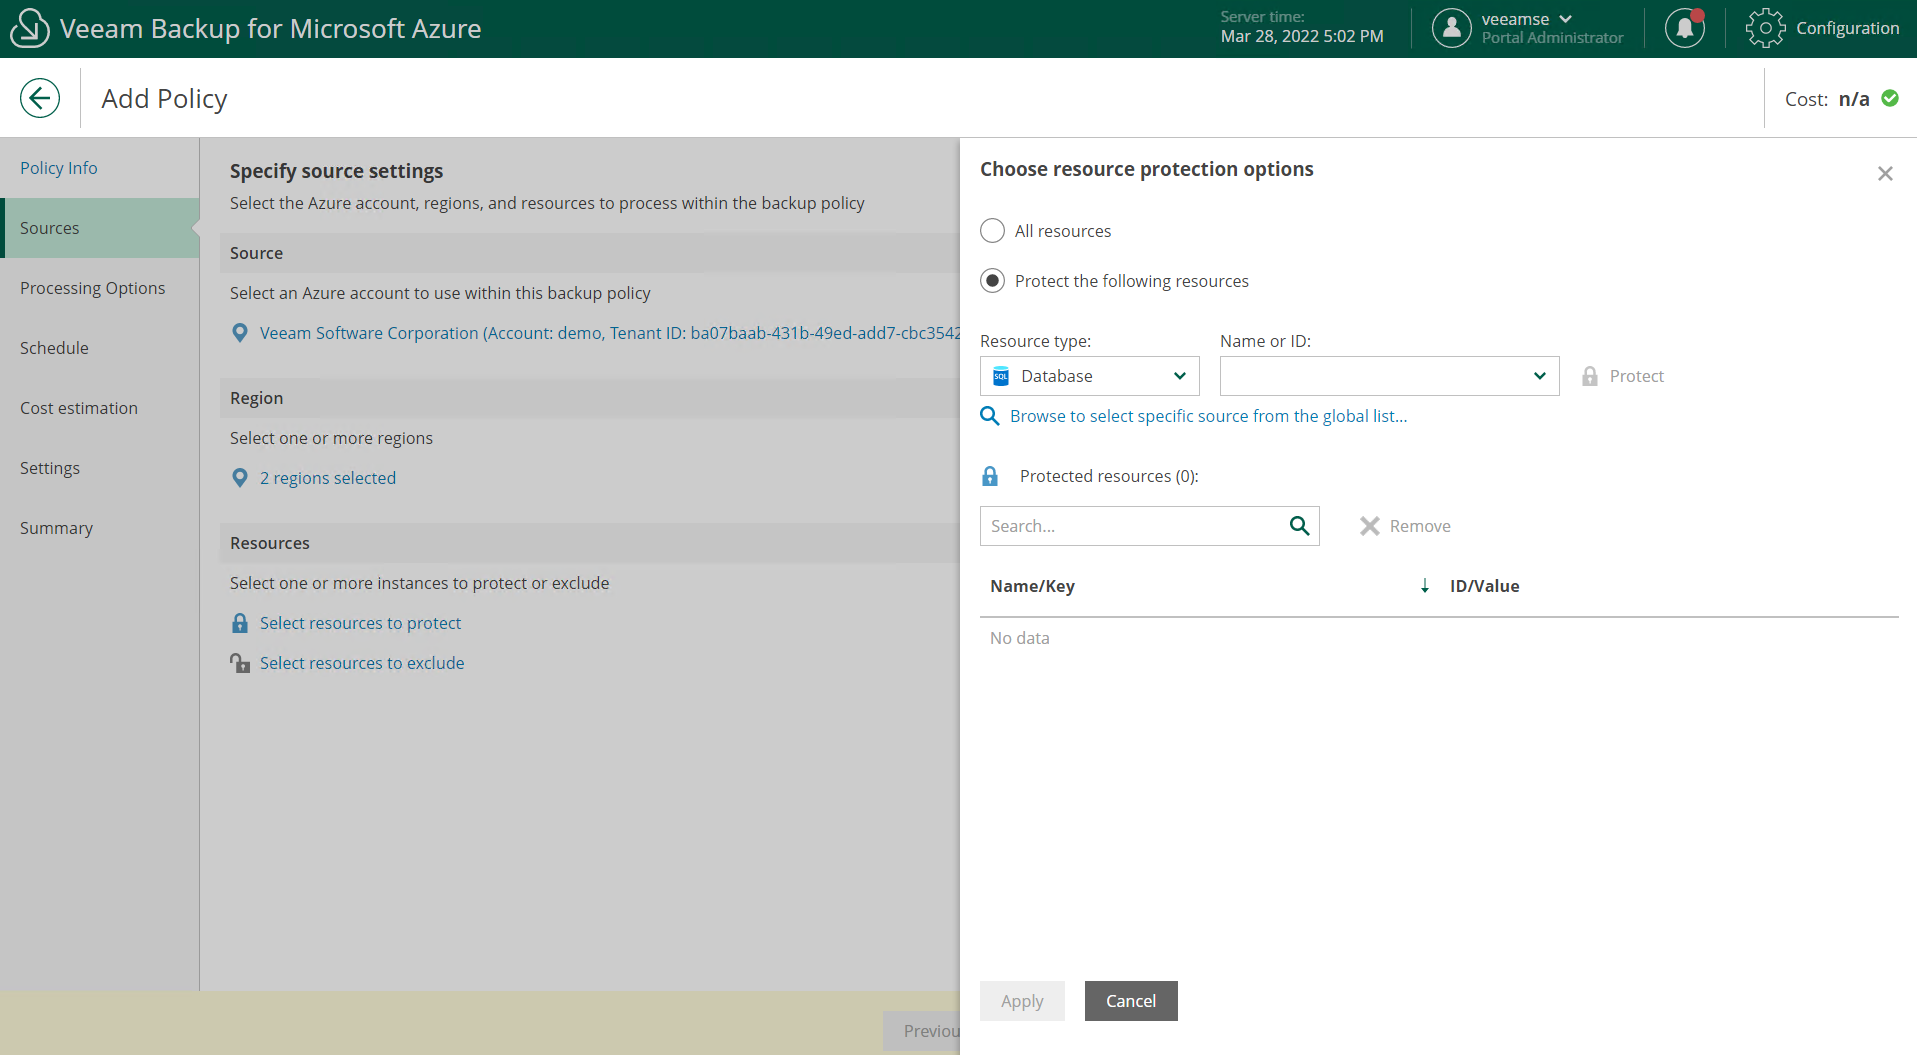 Veeam Backup for Microsoft Azure
Server time:
Mar 28, 2022 5:02 PM
veeamse
Portal Administrator
Configuration
Add Policy
Cost: n/a
Policy Info
Sources
Processing Options
Schedule
Cost estimation
Settings
Summary
Specify source settings
Select the Azure account, regions, and resources to process within the backup policy
Source
Select an Azure account to use within this backup policy
Veeam Software Corporation (Account: demo, Tenant ID: ba07baab-431b-49ed-add7-cbc3542
Region
Select one or more regions
2 regions selected
Resources
Select one or more instances to protect or exclude
Select resources to protect
Select resources to exclude
Previou
Choose resource protection options
All resources
Protect the following resources
Resource type:
Name or ID:
SQL
Database
Protect
Browse to select specific source from the global list...
Protected resources (0):
Search...
Remove
Name/Key
ID/Value
No data
Apply
Cancel